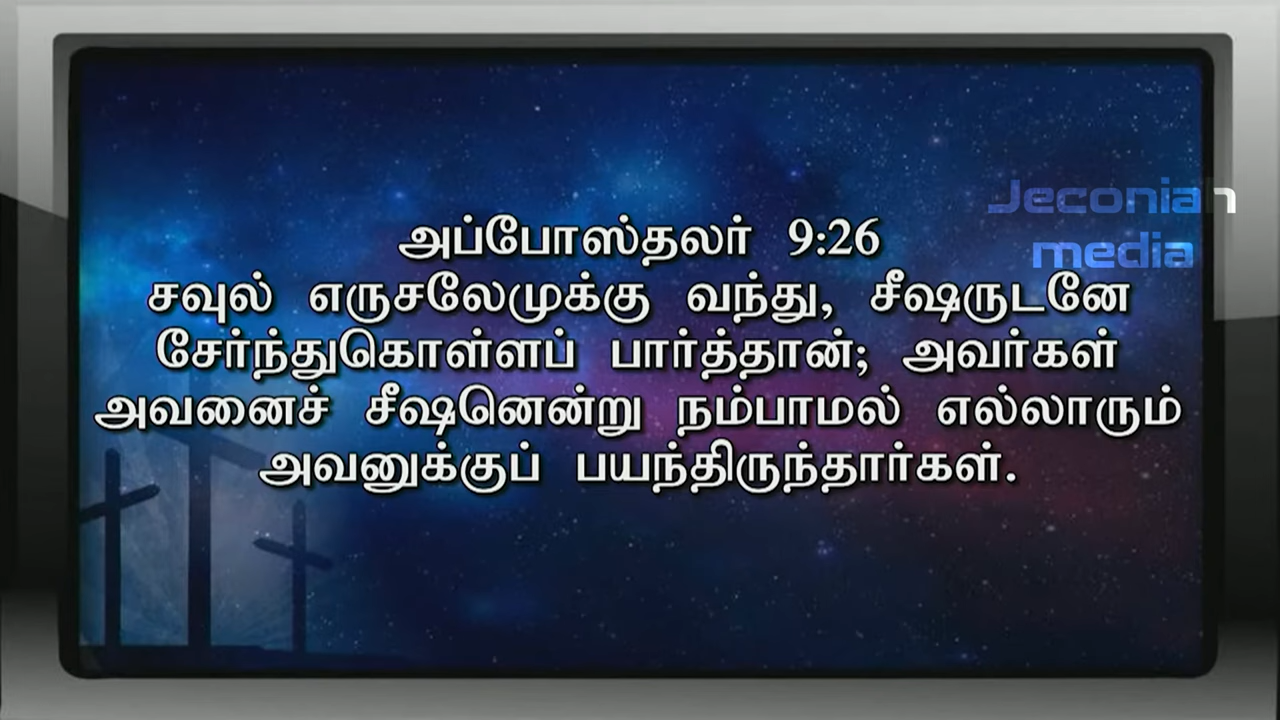 அப்போஸ்தலர் 9:26
சவுல் எருசலேமுக்கு வந்து, சீஷருடனே
சேர்ந்துகொள்ளப் பார்த்தான்; அவர்கள்
அவனைச் சீஷனென்று நம்பாமல் எல்லாரும்
அவனுக்குப் பயந்திருந்தார்கள்.
Jeconiah
media